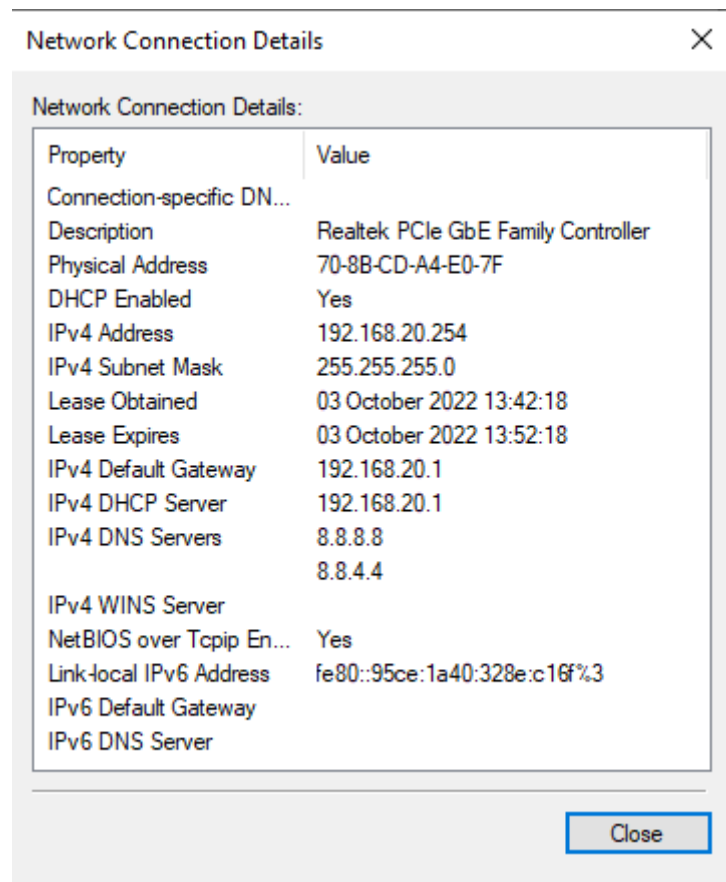 Network Connection Details
Network Connection Details:
Property Value
Connection-specific DN...
Description Realtek PCIe GbE Family Controller
Physical Address 70-8B-CD-A4-E0-7F
DHCP Enabled Yes
IPv4 Address 192.168.20.254
IPv4 Subnet Mask 255.255.255.0
Lease Obtained 03 October 2022 13:42:18
Lease Expires 03 October 2022 13:52:18
IPv4 Default Gateway 192.168.20.1
IPv4 DHCP Server 192.168.20.1
IPv4 DNS Servers 8.8.8.8
8.8.4.4
IPv4 WINS Server
NetBIOS over Tcpip En... Yes
Link-local IPv6 Address fe80::95ce:1a40:328e:c16f%3
IPv6 Default Gateway
IPv6 DNS Server
Close